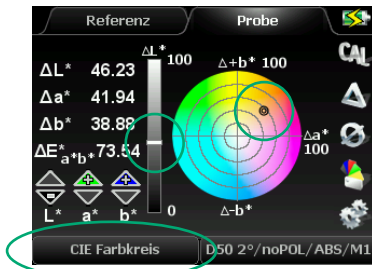 Referenz Probe
CAL
ΔL* 46.23
Δa* 41.94
Δb* 38.88
ΔE*a*b* 73.54
L* a* b*
ΔL*
100
0
Δ+b* 100
Δa*
100
Δ-b*
CIE Farbkreis D50 2°/noPOL/ABS/M1